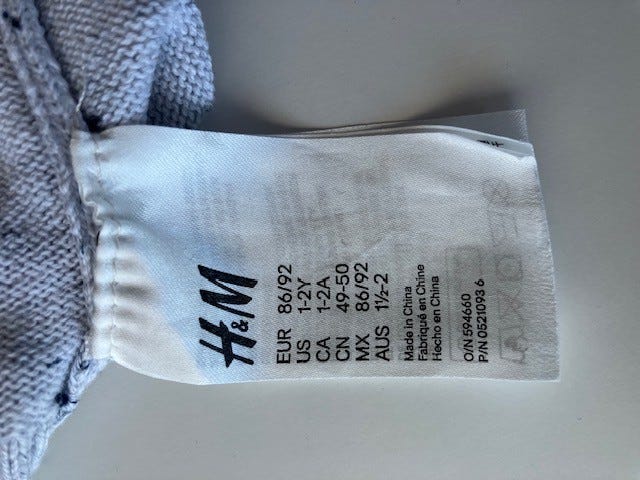 H&M
EUR 86/92
US 1-2Y
CA 1-2A
CN 49-50
MX 86/92
AUS 1½-2
Made in China
Fabriqué en Chine
Hecho en China
O/N 594660
P/N 0521093 6